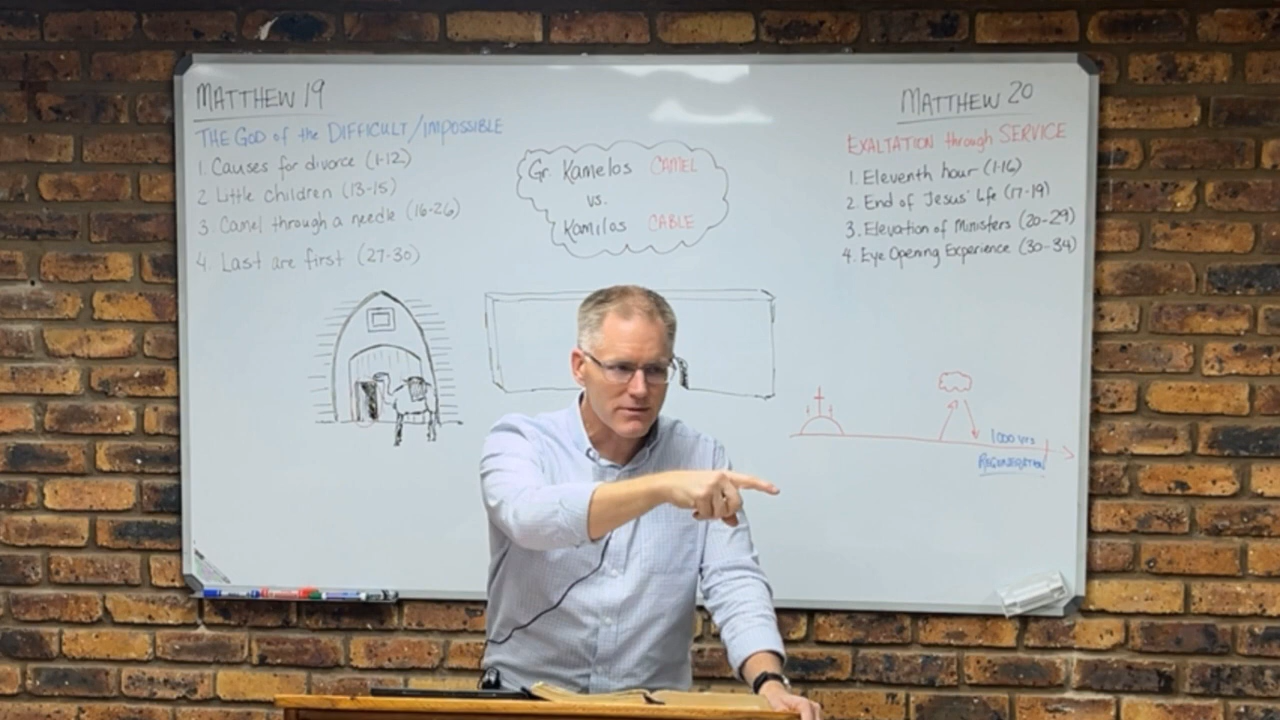 MATTHEW 19
THE GOD of the DIFFICULT/IMPOSSIBLE
1. Causes for divorce (1-12)
2 Little children (13-15)
3. Camel through a needle (16-26)
4. Last are first (27-30)
Gr. Kamelos CAMEL
vs.
Kamilos CABLE
MATTHEW 20
EXALTATION through SERVICE
1. Eleventh hour (1-16)
2. End of Jesus' life (17-19)
3. Elevation of Ministers (20-29)
4. Eye Opening Experience (30-34)
1000 yrs
REGENERATION